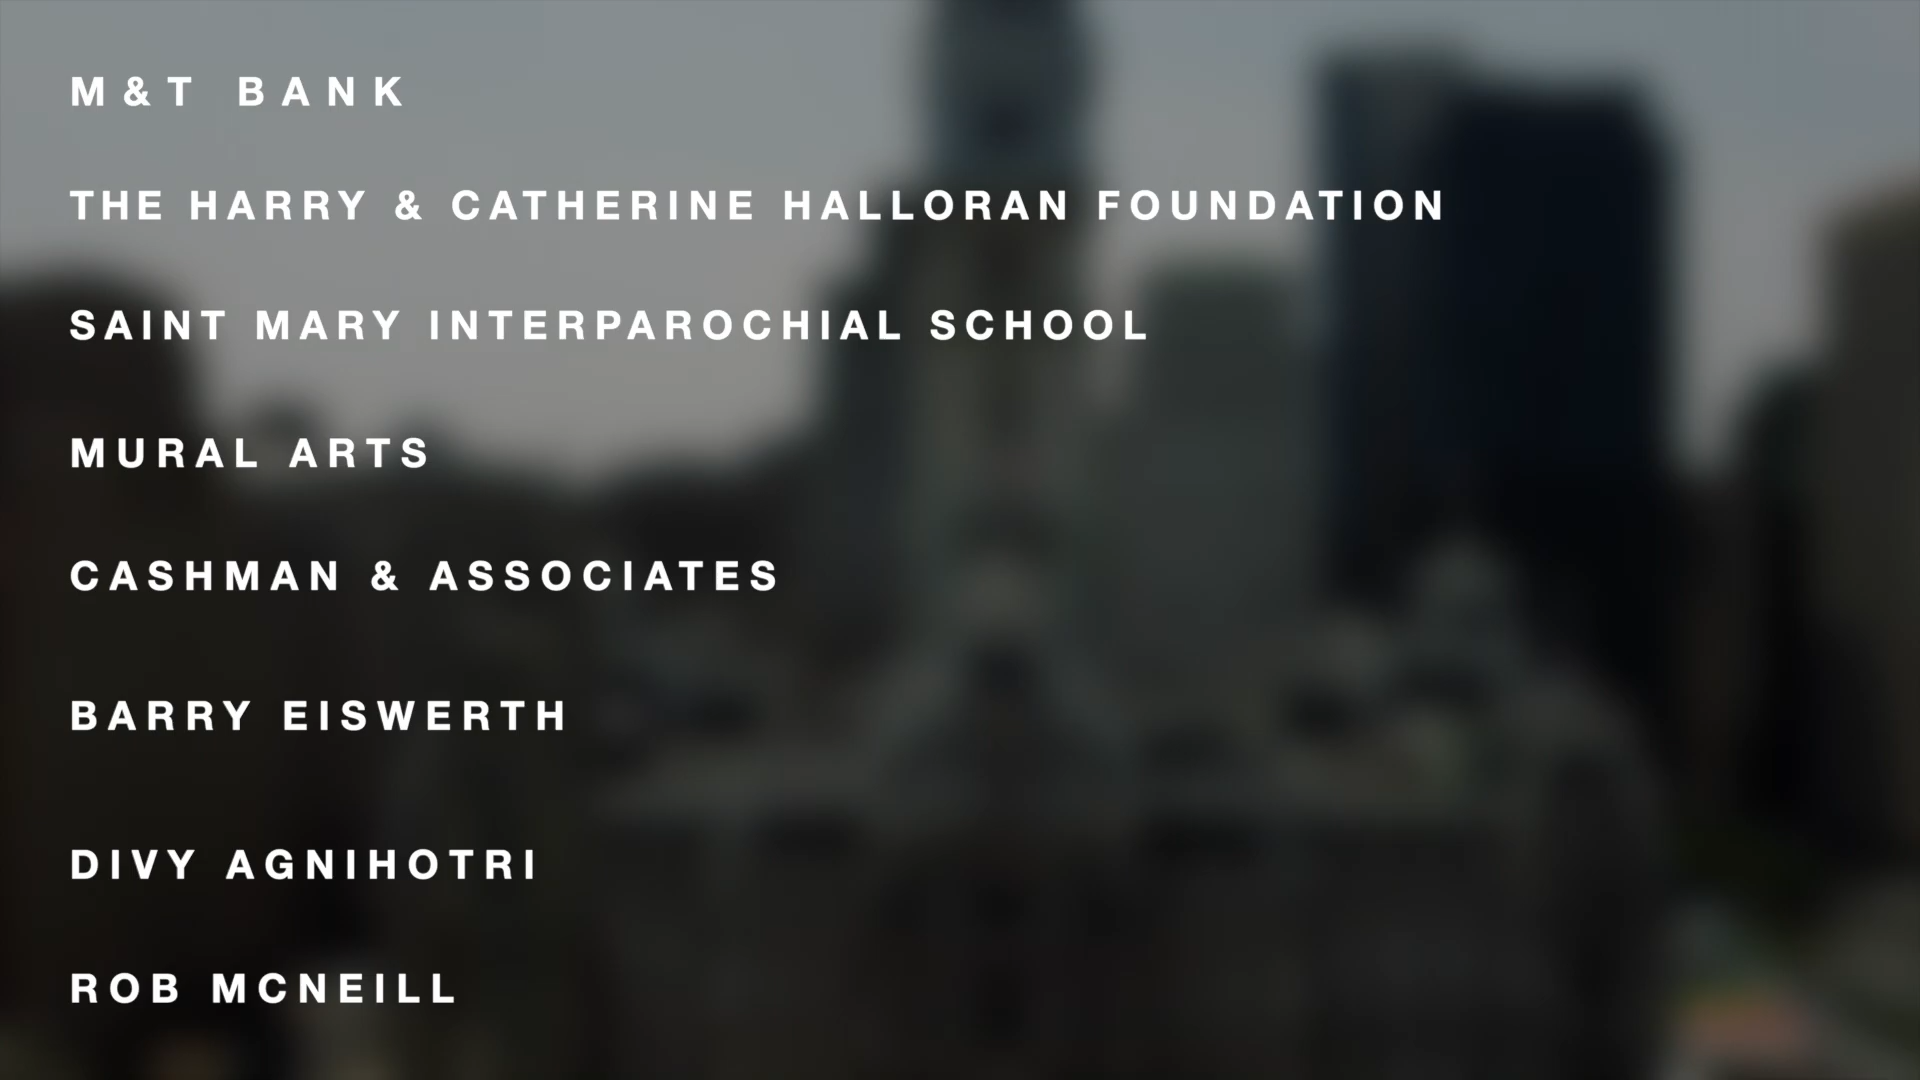 M&T BANK
THE HARRY & CATHERINE HALLORAN FOUNDATION
SAINT MARY INTERPAROCHIAL SCHOOL
MURAL ARTS
CASHMAN & ASSOCIATES
BARRY EISWERTH
DIVY AGNIHOTRI
ROB MCNEILL